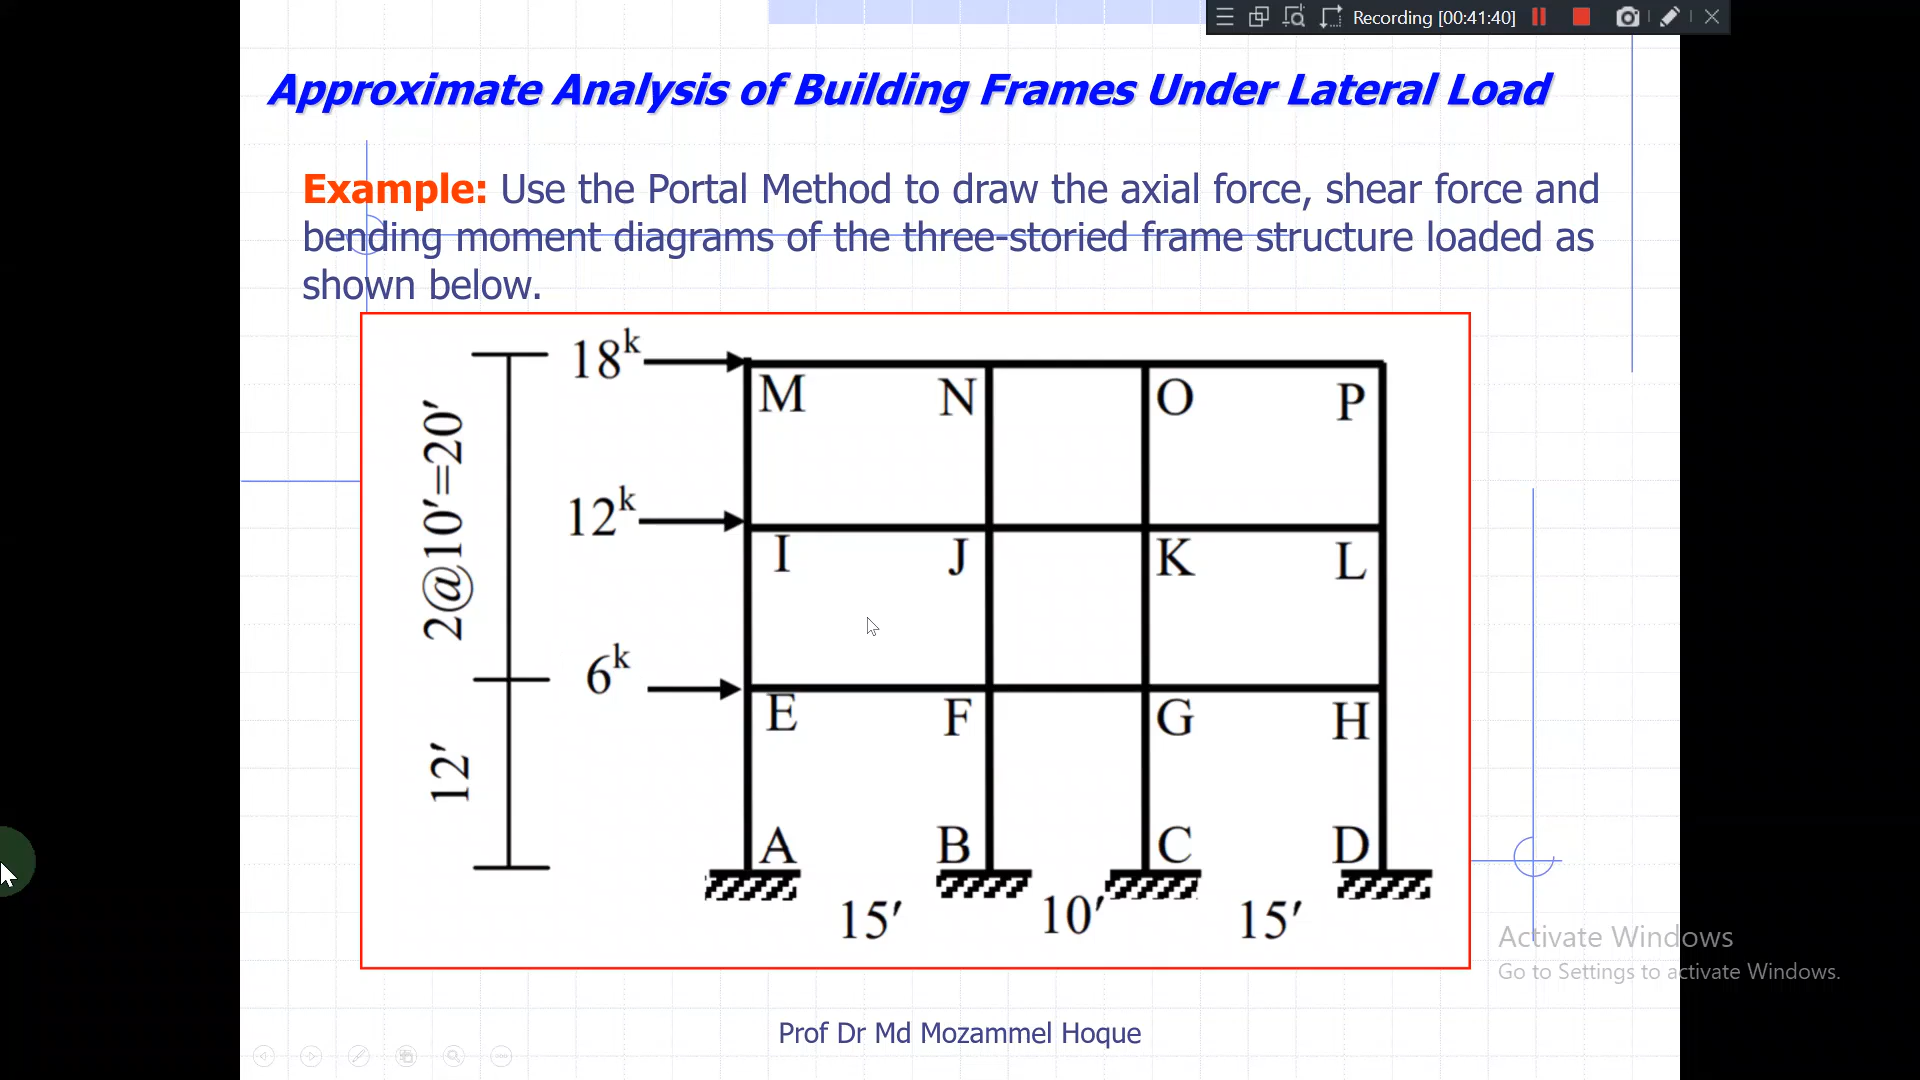 Recording [00:41:40]
Approximate Analysis of Building Frames Under Lateral Load
Example: Use the Portal Method to draw the axial force, shear force and
bending moment diagrams of the three-storied frame structure loaded as
shown below.
18ᵏ
M N O P
2@10′=20′
12ᵏ
I J K L
6ᵏ
E F G H
12′
A B C D
15′ 10′ 15′
Activate Windows
Go to Settings to activate Windows.
Prof Dr Md Mozammel Hoque